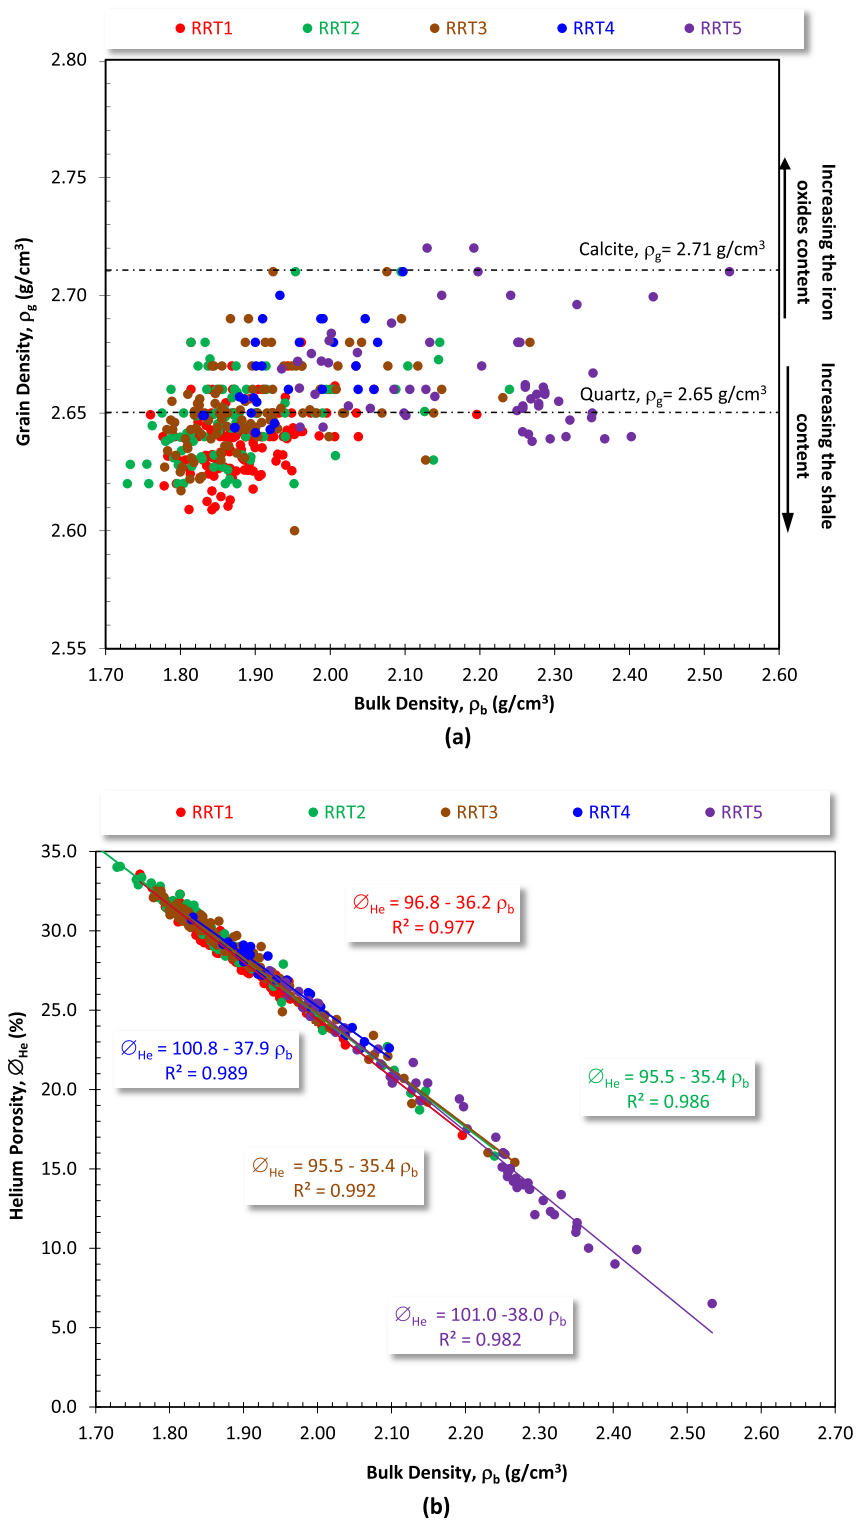 RRT1 RRT2 RRT3 RRT4 RRT5
2.80
2.75
2.70
2.65
2.60
2.55
Grain Density, ρg (g/cm³)
Calcite, ρg= 2.71 g/cm³
Quartz, ρg= 2.65 g/cm³
Increasing the iron
oxides content
Increasing the shale
content
1.70 1.80 1.90 2.00 2.10 2.20 2.30 2.40 2.50 2.60
Bulk Density, ρb (g/cm³)
(a)
RRT1 RRT2 RRT3 RRT4 RRT5
35.0
30.0
25.0
20.0
15.0
10.0
5.0
0.0
Helium Porosity, ∅He (%)
∅He = 96.8 - 36.2 ρb
R² = 0.977
∅He = 100.8 - 37.9 ρb
R² = 0.989
∅He = 95.5 - 35.4 ρb
R² = 0.986
∅He = 95.5 - 35.4 ρb
R² = 0.992
∅He = 101.0 -38.0 ρb
R² = 0.982
1.70 1.80 1.90 2.00 2.10 2.20 2.30 2.40 2.50 2.60 2.70
Bulk Density, ρb (g/cm³)
(b)